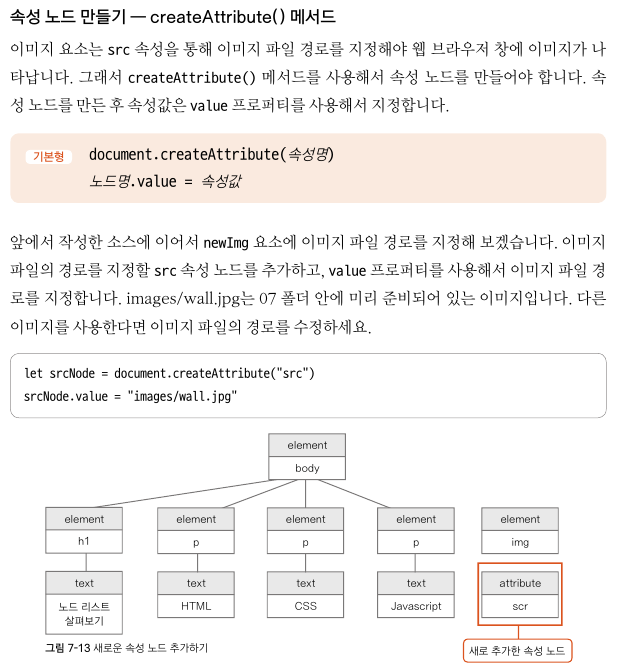 속성 노드 만들기 — createAttribute() 메서드
이미지 요소는 src 속성을 통해 이미지 파일 경로를 지정해야 웹 브라우저 창에 이미지가 나
타납니다. 그래서 createAttribute() 메서드를 사용해서 속성 노드를 만들어야 합니다. 속
성 노드를 만든 후 속성값은 value 프로퍼티를 사용해서 지정합니다.
기본형 document.createAttribute(속성명)
노드명.value = 속성값
앞에서 작성한 소스에 이어서 newImg 요소에 이미지 파일 경로를 지정해 보겠습니다. 이미지
파일의 경로를 지정할 src 속성 노드를 추가하고, value 프로퍼티를 사용해서 이미지 파일 경
로를 지정합니다. images/wall.jpg는 07 폴더 안에 미리 준비되어 있는 이미지입니다. 다른
이미지를 사용한다면 이미지 파일의 경로를 수정하세요.
let srcNode = document.createAttribute("src")
srcNode.value = "images/wall.jpg"
element
body
element element element element element
h1 p p p img
text text text text attribute
노드 리스트
살펴보기
HTML CSS Javascript scr
그림 7-13 새로운 속성 노드 추가하기
새로 추가한 속성 노드